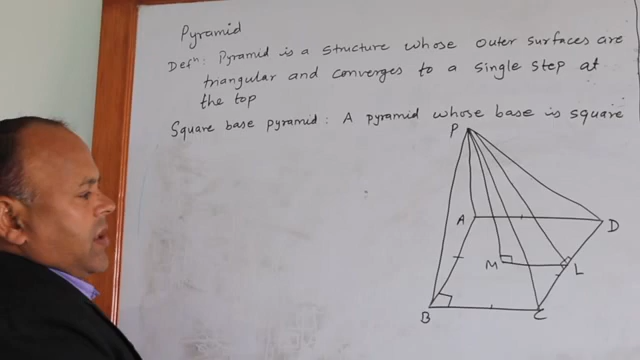 Pyramid
Defⁿ: Pyramid is a structure whose outer surfaces are
triangular and converges to a single step at
the top
Square base pyramid: A pyramid whose base is square
P
A
D
M
L
B
C